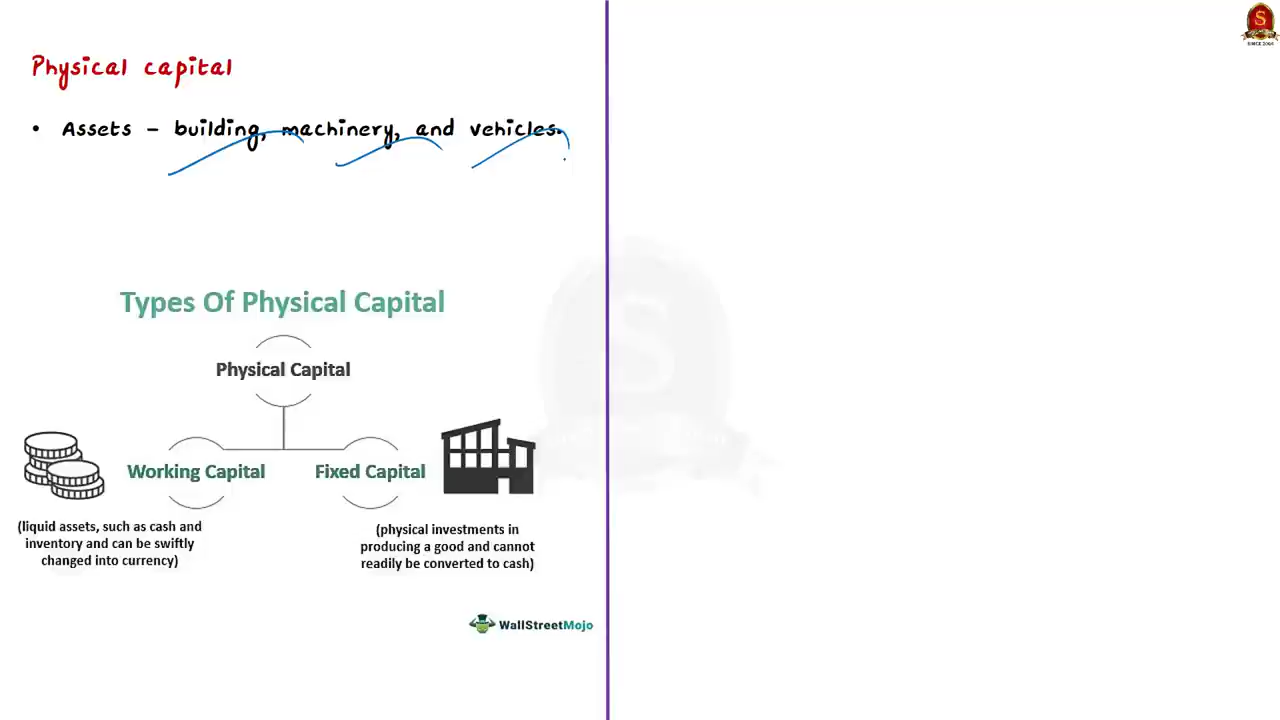 Physical capital
• Assets – building, machinery, and vehicles.
Types Of Physical Capital
Physical Capital
Working Capital
Fixed Capital
(liquid assets, such as cash and
inventory and can be swiftly
changed into currency)
(physical investments in
producing a good and cannot
readily be converted to cash)
WallStreetMojo
S
SINCE 2004
S